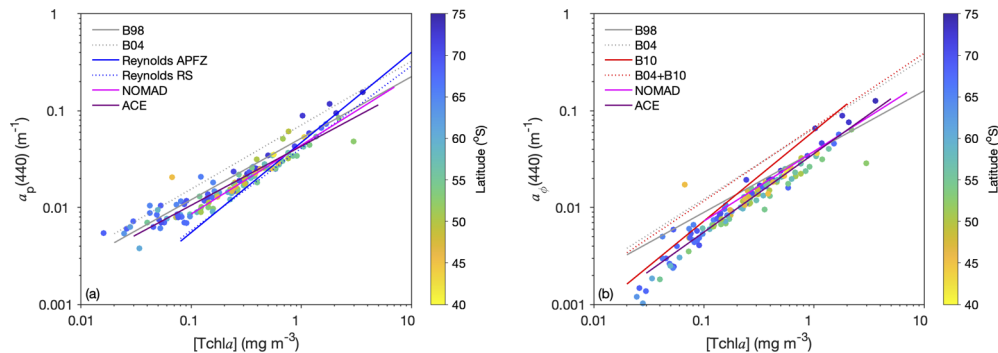 1
0.1
0.01
0.001
a_p(440) (m⁻¹)
B98
B04
Reynolds APFZ
Reynolds RS
NOMAD
ACE
(a)
0.01
0.1
1
10
[Tchla] (mg m⁻³)
75
70
65
60
55
50
45
40
Latitude (°S)
1
0.1
0.01
0.001
a_ϕ(440) (m⁻¹)
B98
B04
B10
B04+B10
NOMAD
ACE
(b)
0.01
0.1
1
10
[Tchla] (mg m⁻³)
75
70
65
60
55
50
45
40
Latitude (°S)